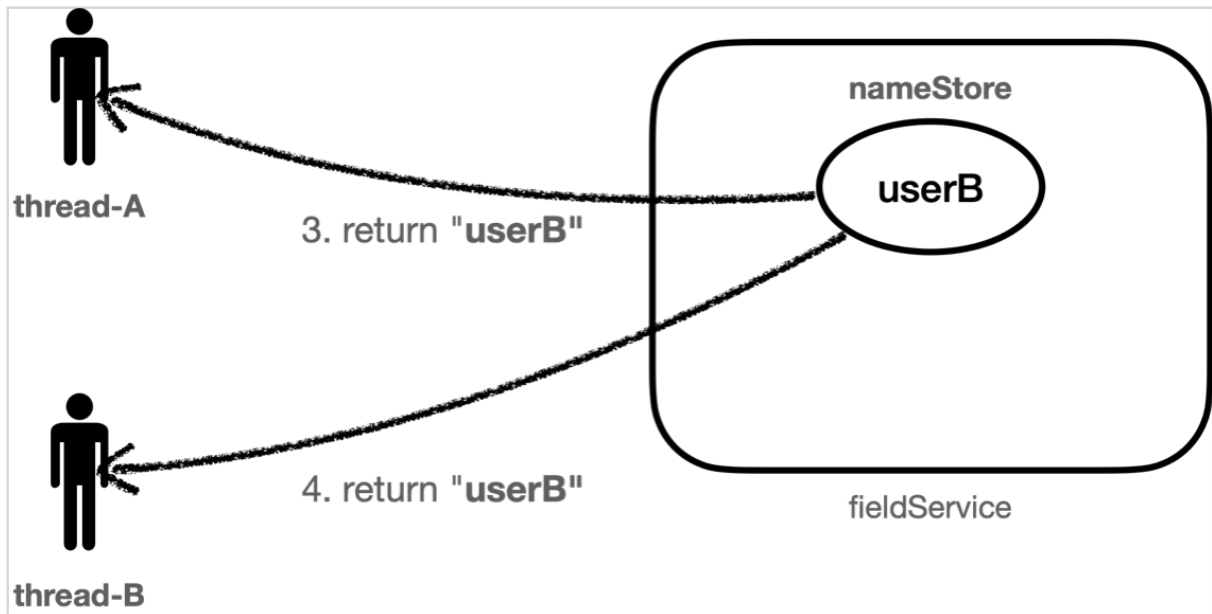 nameStore
userB
thread-A
3. return "userB"
4. return "userB"
fieldService
thread-B